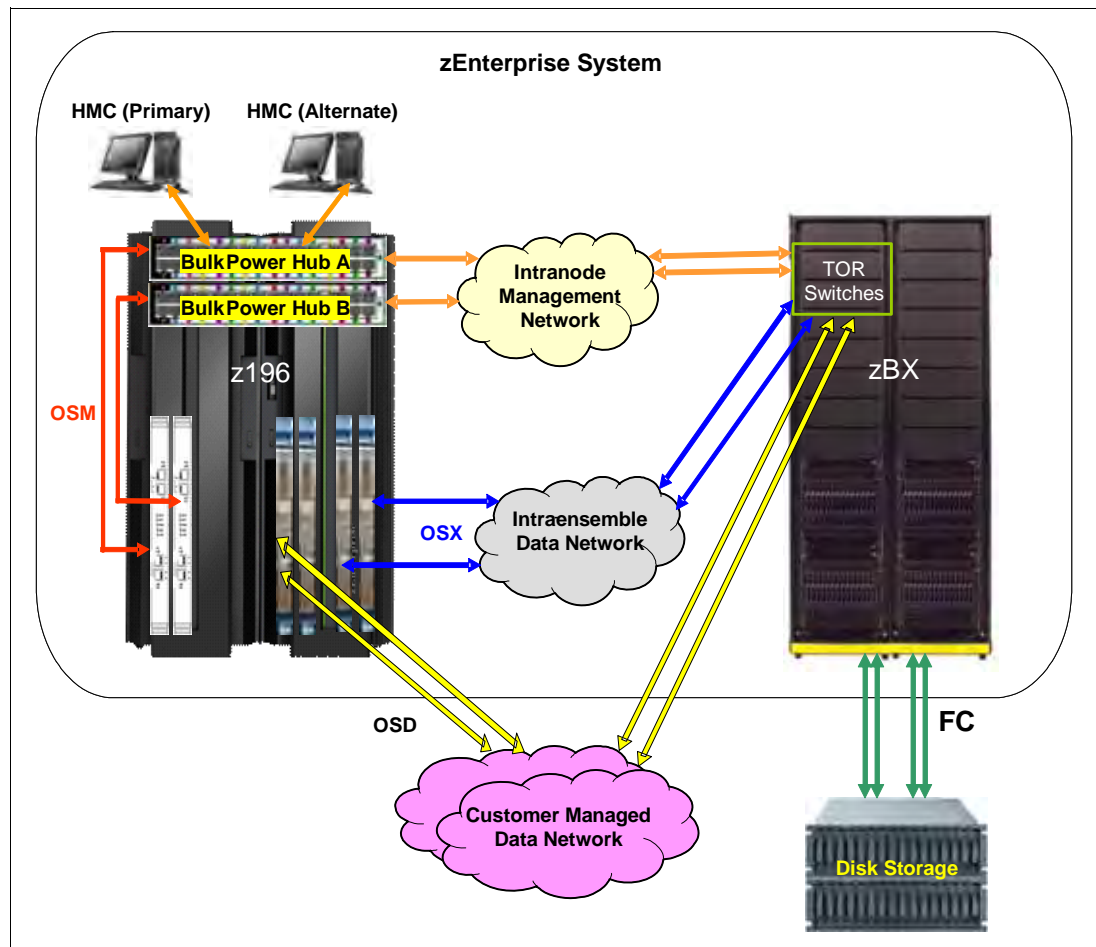 zEnterprise System
HMC (Primary)
HMC (Alternate)
BulkPower Hub A
BulkPower Hub B
Intranode
Management
Network
TOR
Switches
z196
zBX
OSM
OSX
Intraensemble
Data Network
OSD
FC
Customer Managed
Data Network
Disk Storage